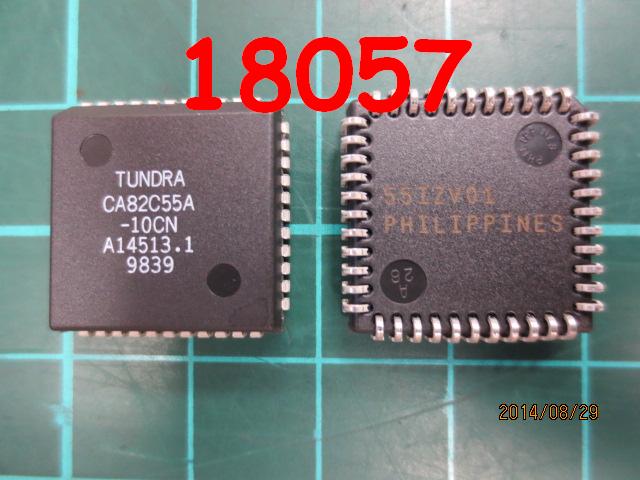 18057
TUNDRA
CA82C55A
-10CN
A14513.1
9839
55IZV01
PHILIPPINES
2014/08/29